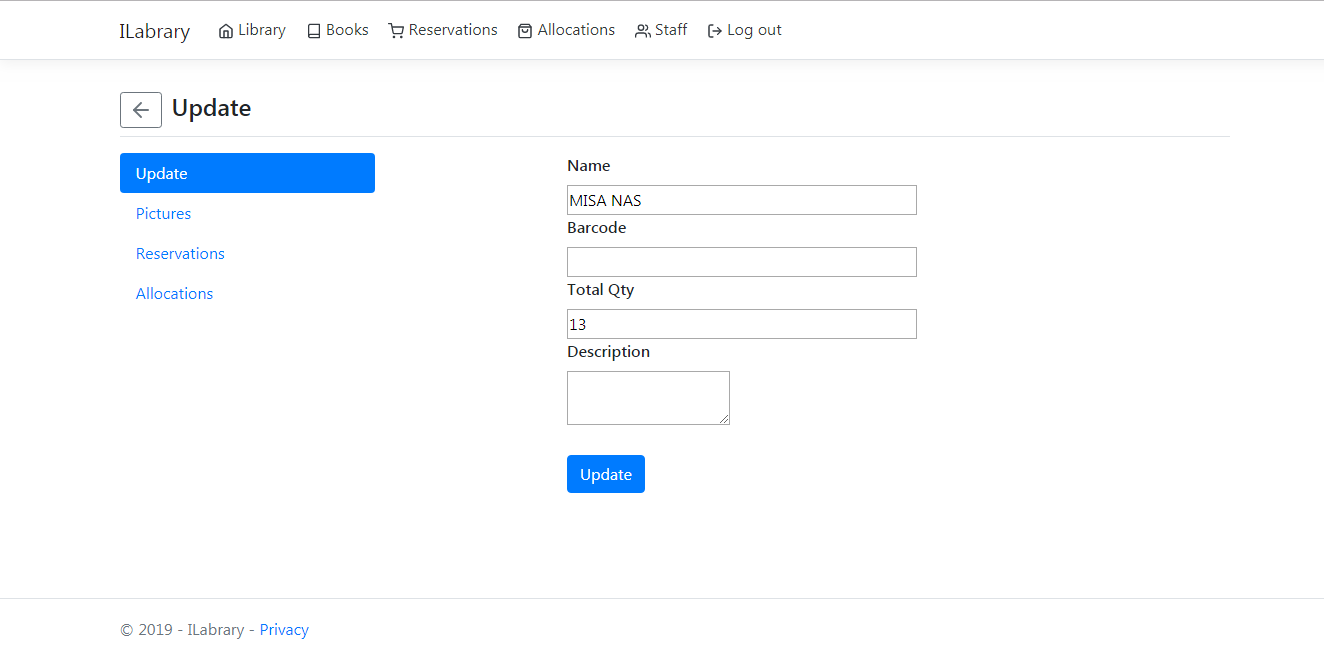 ILabrary Library Books Reservations Allocations Staff Log out
Update
Update
Pictures
Reservations
Allocations
Name
MISA NAS
Barcode
Total Qty
13
Description
Update
© 2019 - ILabrary - Privacy